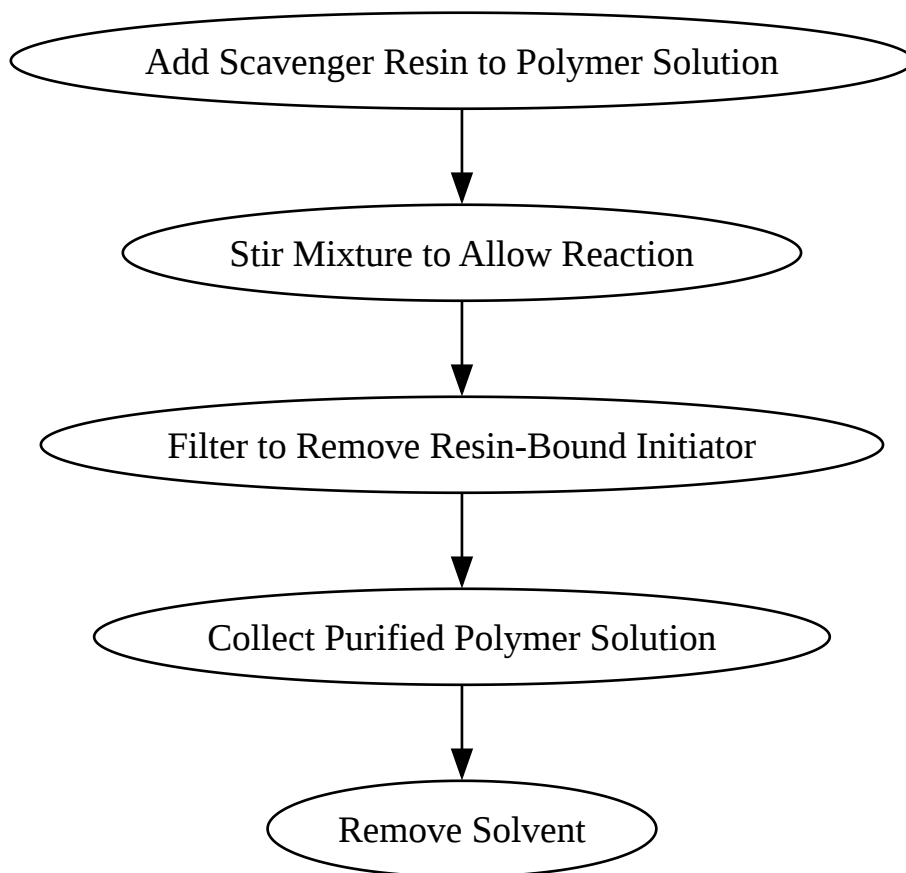 Add Scavenger Resin to Polymer Solution
Stir Mixture to Allow Reaction
Filter to Remove Resin-Bound Initiator
Collect Purified Polymer Solution
Remove Solvent